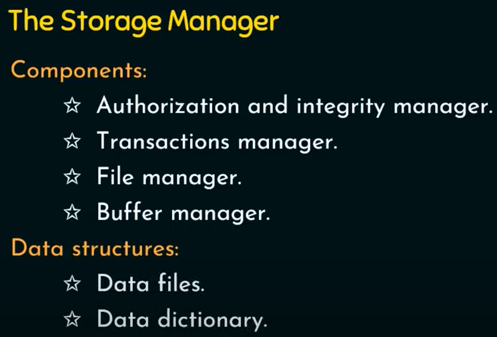 The Storage Manager
Components:
☆ Authorization and integrity manager.
☆ Transactions manager.
☆ File manager.
☆ Buffer manager.
Data structures:
☆ Data files.
☆ Data dictionary.